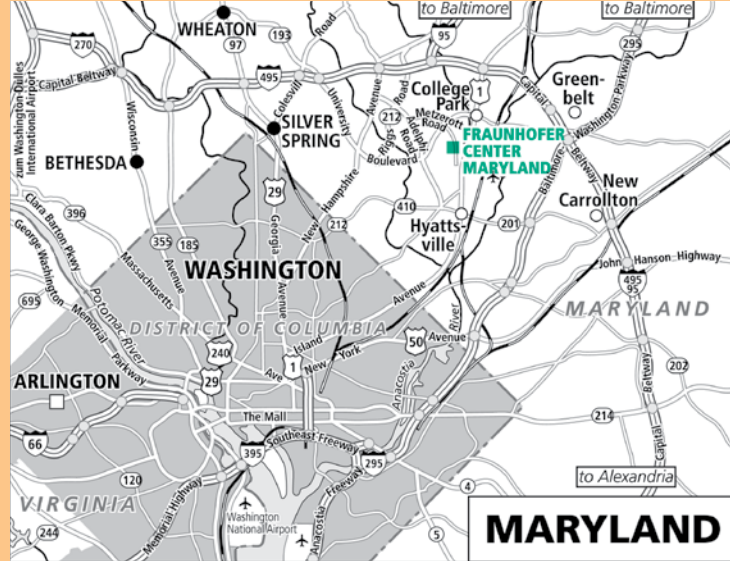 to Baltimore
to Baltimore
WHEATON
193
Road
95
97
295
270
Capital Beltway
495
Colesville
University
Avenue
Road
College
Park
1
Capital
Green-
belt
Washington Parkway
zum Washington-Dulles
International Airport
Wisconsin
SILVER
SPRING
212
Metzerott
Road
Adelphi
Road
Riggs
Boulevard
FRAUNHOFER
CENTER
MARYLAND
Baltimore
Beltway
BETHESDA
29
New Hampshire
410
New
Carrollton
Clara Barton Pkwy
396
George Washington
Memorial
Parkway
355
185
Massachusetts
Avenue
Georgia
Avenue
212
Hyatts-
ville
201
WASHINGTON
John Hanson Highway
695
Potomac River
Avenue
495
95
MARYLAND
DISTRICT OF COLUMBIA
River
240
Island
Ave
New York
50
Avenue
29
1
Anacostia
202
Beltway
ARLINGTON
The Mall
214
Southeast Freeway
66
395
295
Capital
120
to Alexandria
4
VIRGINIA
Memorial Highway
Washington
National Airport
Anacostia
Freeway
244
5
MARYLAND